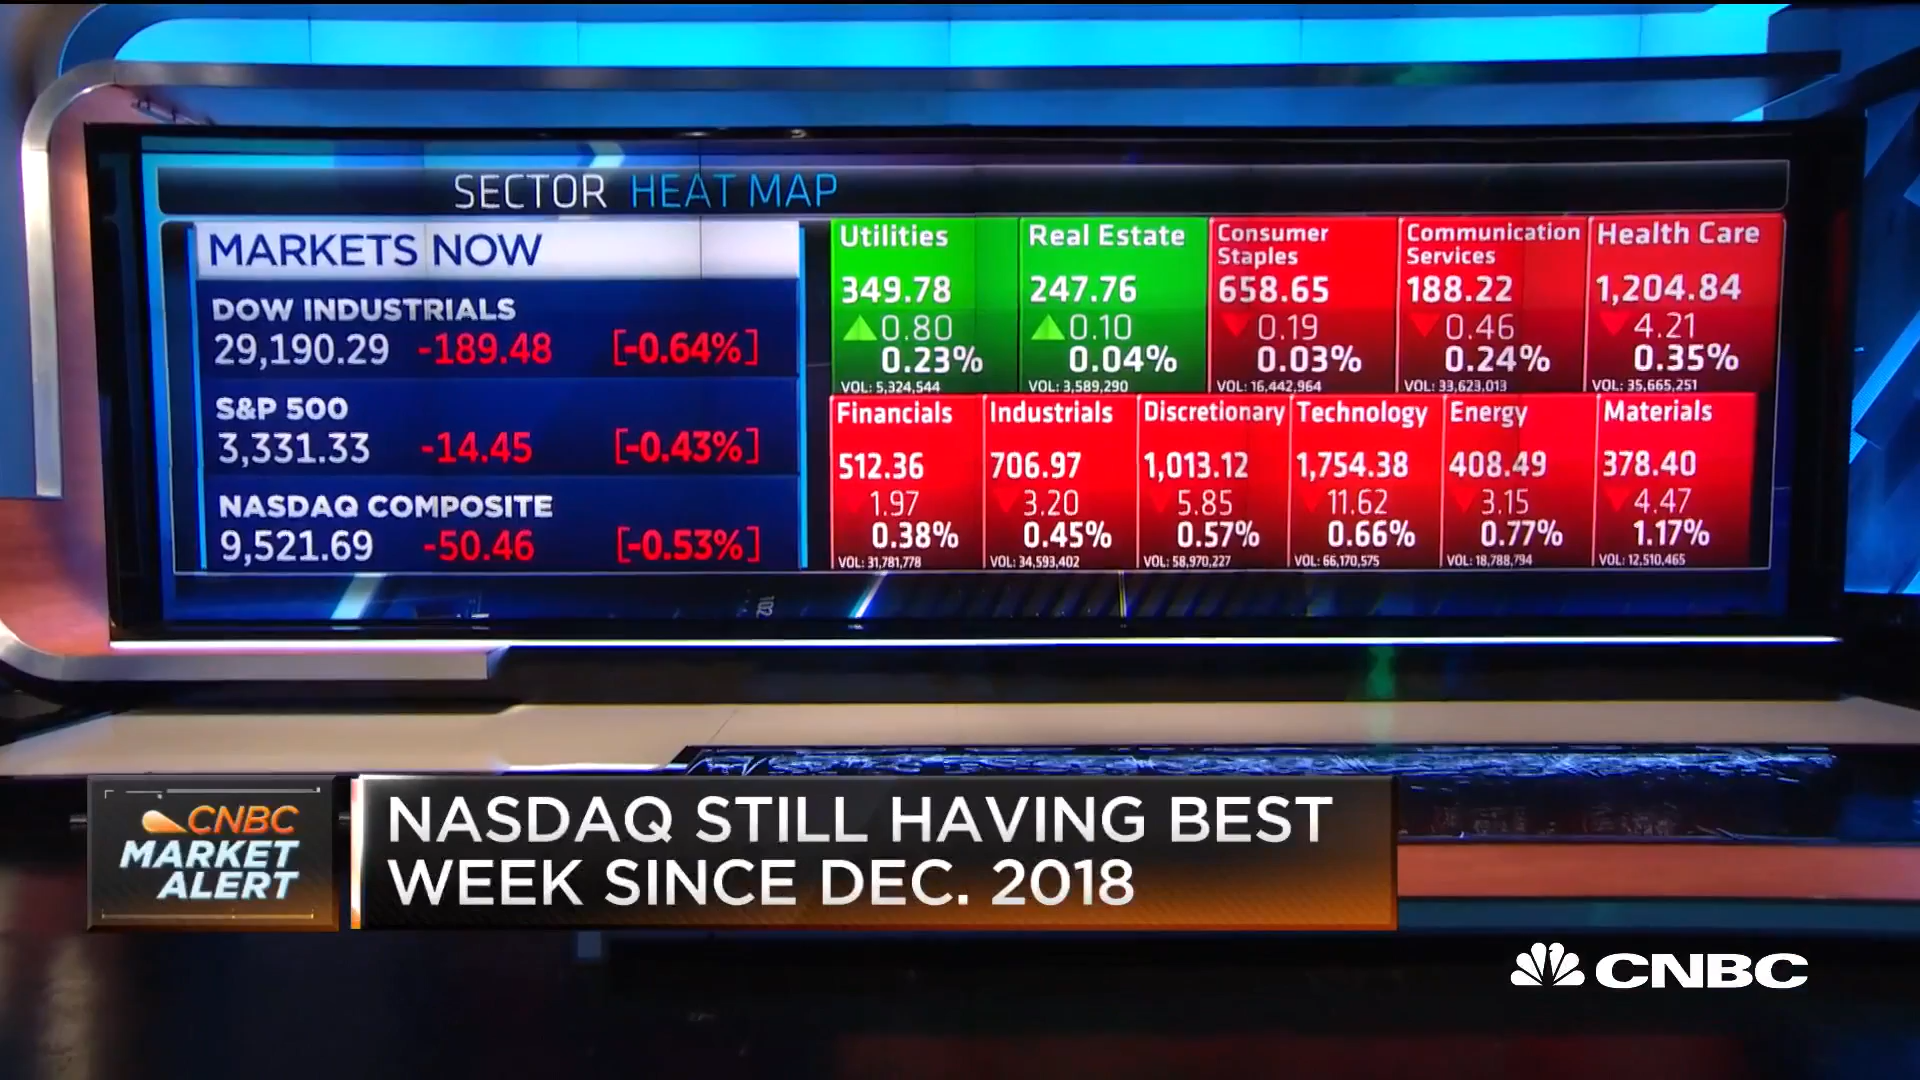 SECTOR HEAT MAP
MARKETS NOW
DOW INDUSTRIALS
29,190.29 -189.48 [-0.64%]
S&P 500
3,331.33 -14.45 [-0.43%]
NASDAQ COMPOSITE
9,521.69 -50.46 [-0.53%]
Utilities
349.78
0.80
0.23%
VOL: 5,324,544
Real Estate
247.76
0.10
0.04%
VOL: 3,589,290
Consumer
Staples
658.65
0.19
0.03%
VOL: 16,442,964
Communication
Services
188.22
0.46
0.24%
VOL: 33,623,013
Health Care
1,204.84
4.21
0.35%
VOL: 35,665,251
Financials
512.36
1.97
0.38%
VOL: 31,781,778
Industrials
706.97
3.20
0.45%
VOL: 34,593,402
Discretionary
1,013.12
5.85
0.57%
VOL: 58,970,227
Technology
1,754.38
11.62
0.66%
VOL: 66,170,575
Energy
408.49
3.15
0.77%
VOL: 18,788,794
Materials
378.40
4.47
1.17%
VOL: 12,510,465
102
CNBC
MARKET
ALERT
NASDAQ STILL HAVING BEST
WEEK SINCE DEC. 2018
CNBC